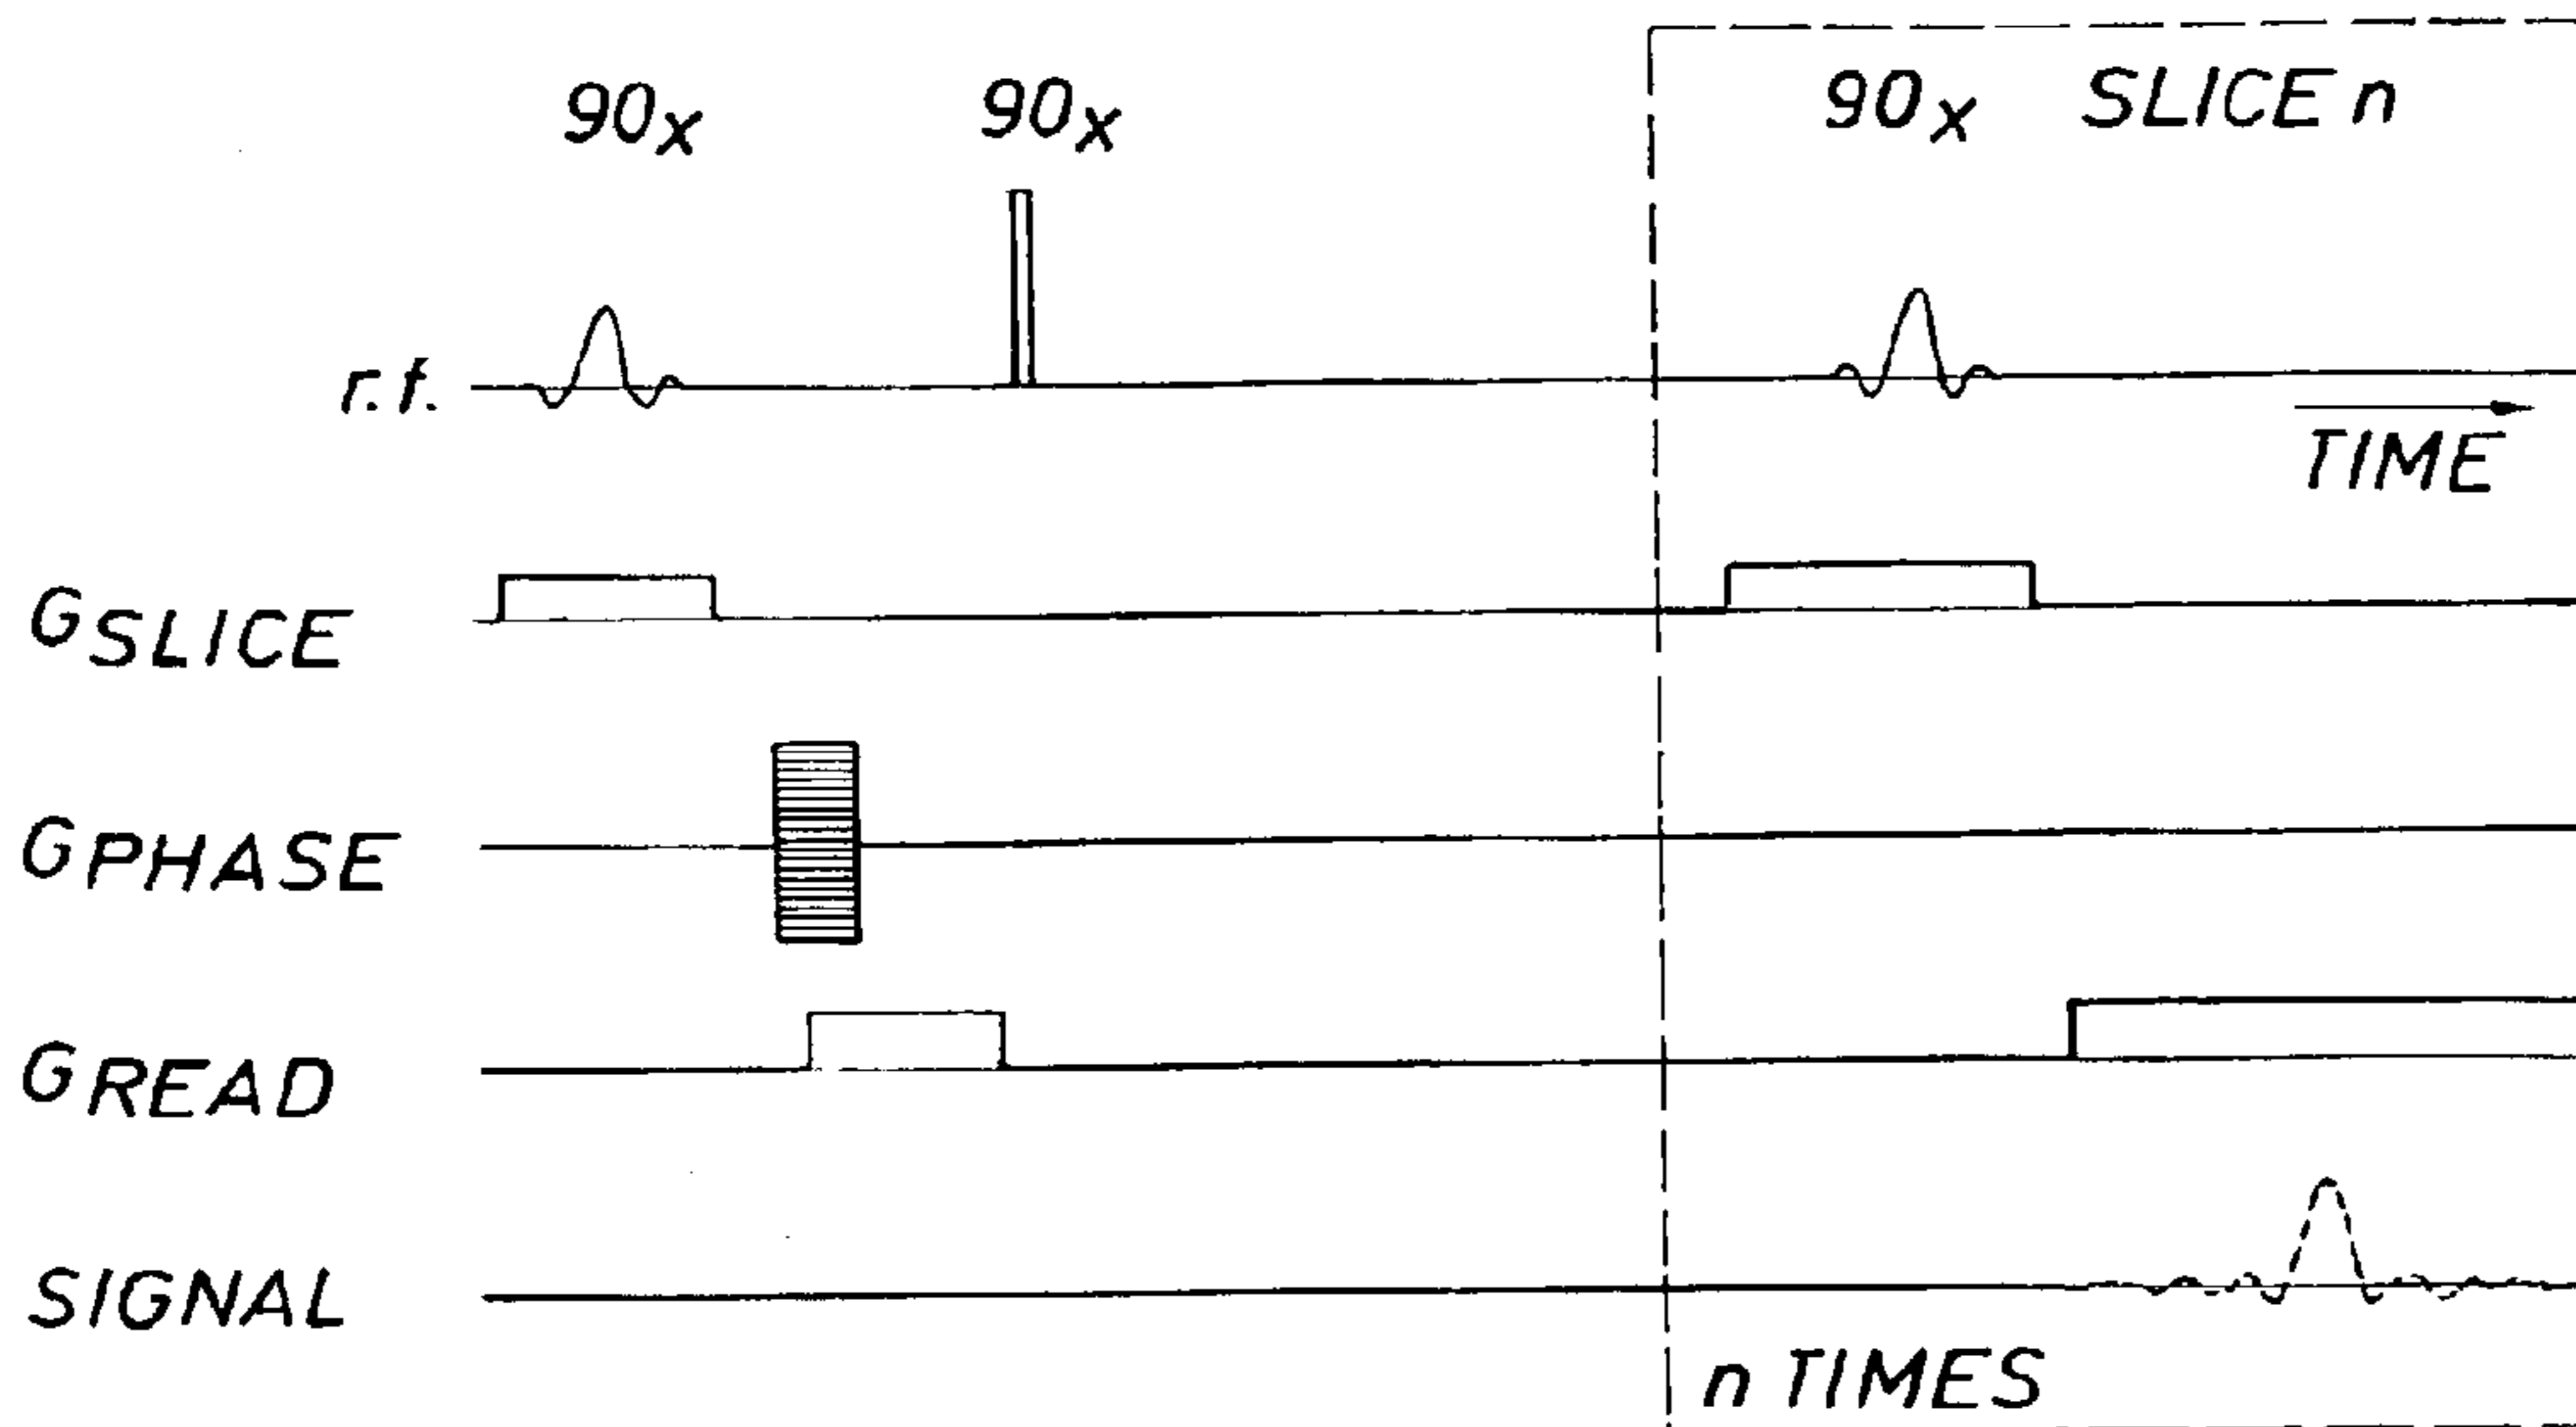 90x
90x
90x SLICE n
r.f.
TIME
GSLICE
GPHASE
GREAD
SIGNAL
n TIMES